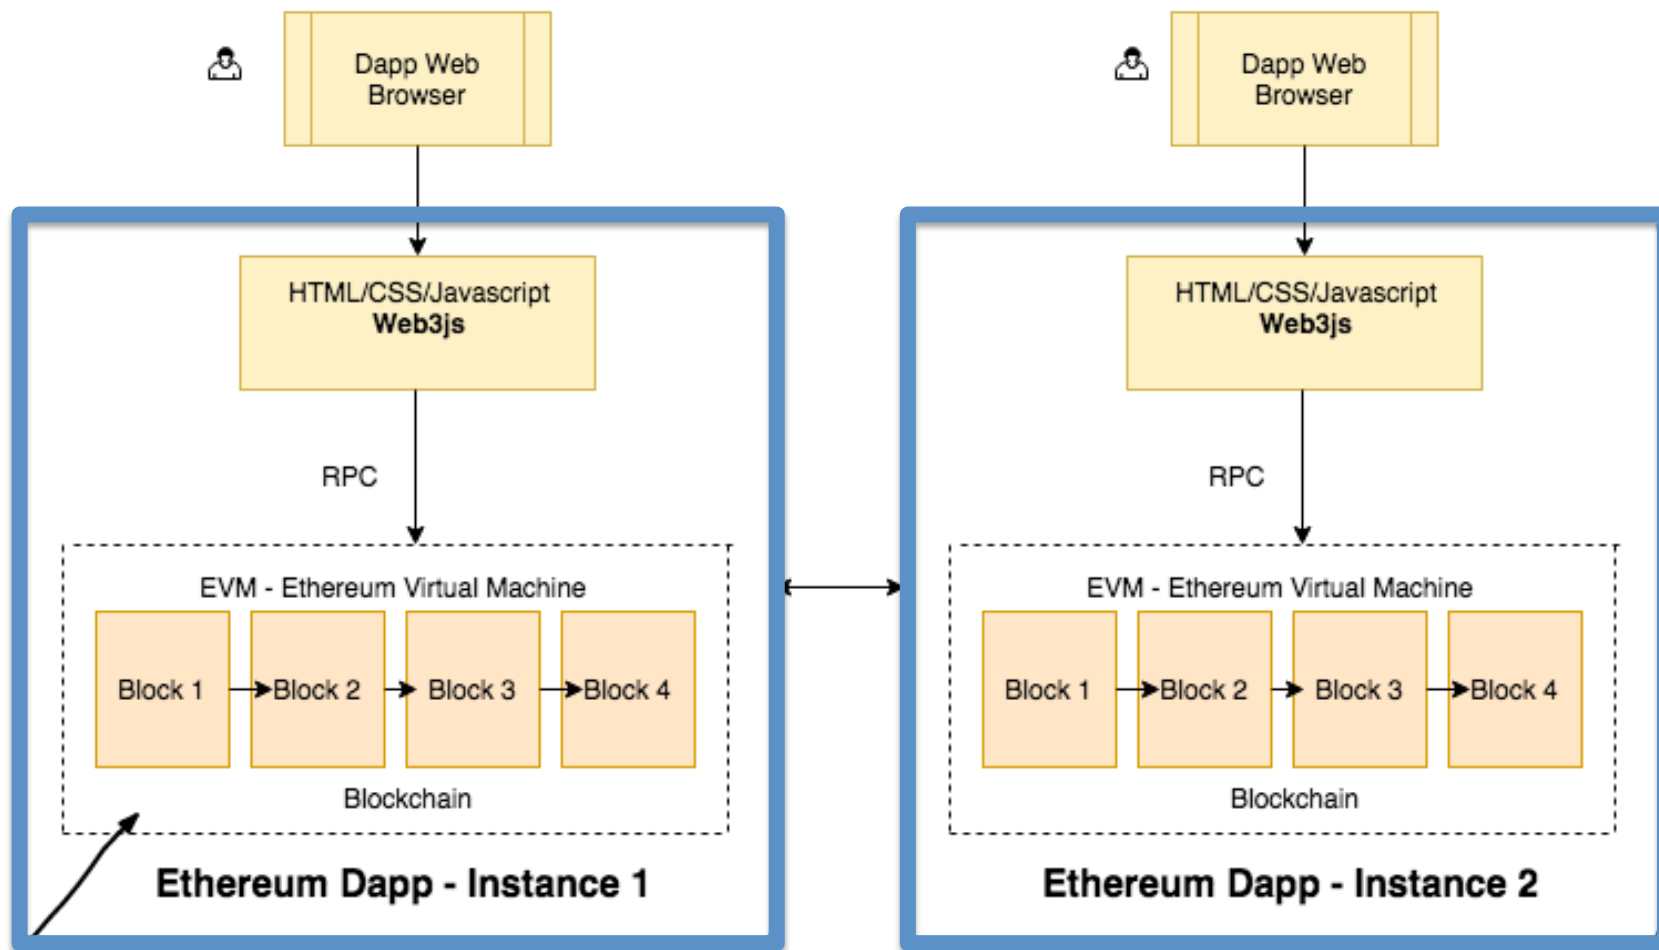 Dapp Web
Browser
HTML/CSS/Javascript
Web3js
RPC
EVM - Ethereum Virtual Machine
Block 1
Block 2
Block 3
Block 4
Blockchain
Ethereum Dapp - Instance 1
Dapp Web
Browser
HTML/CSS/Javascript
Web3js
RPC
EVM - Ethereum Virtual Machine
Block 1
Block 2
Block 3
Block 4
Blockchain
Ethereum Dapp - Instance 2